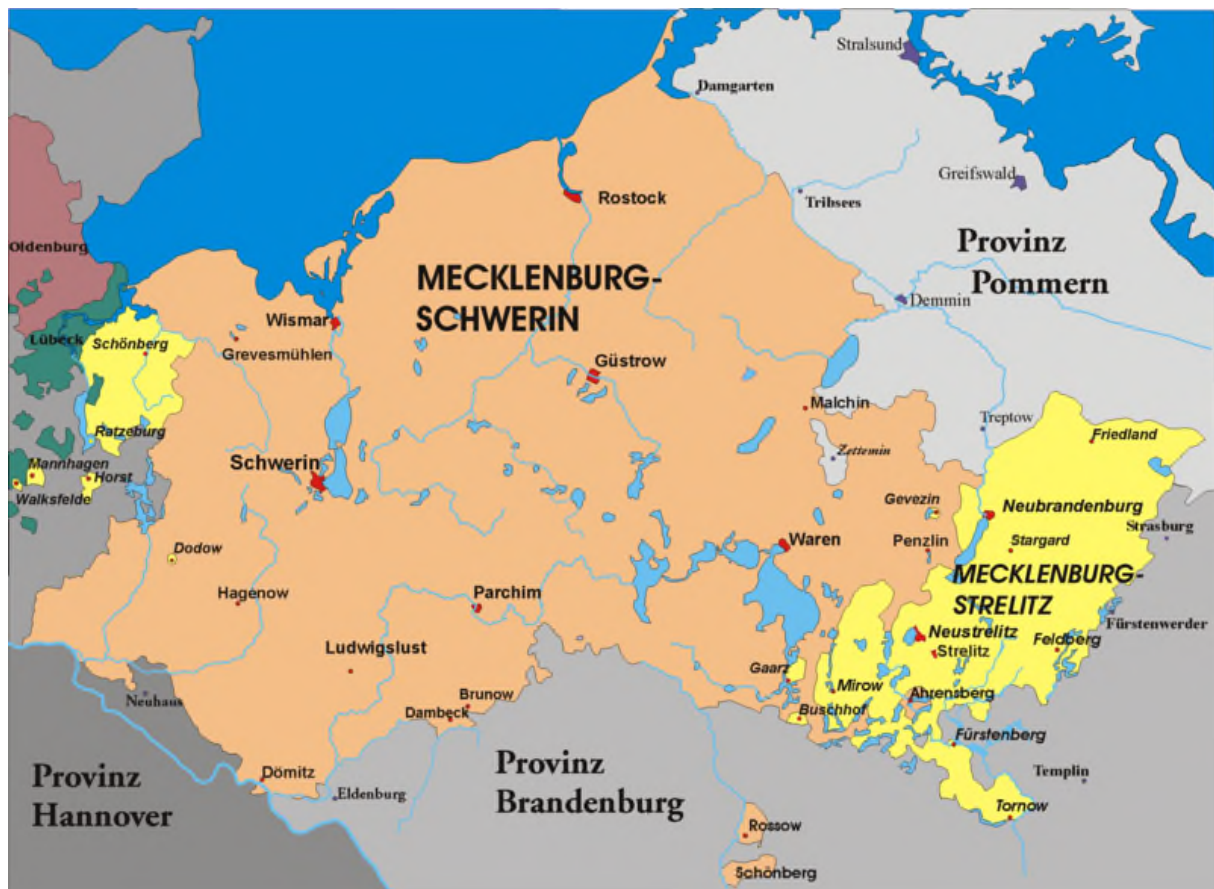 Stralsund
Damgarten
Greifswald
Rostock
Tribsees
Oldenburg
Provinz
Pommern
MECKLENBURG-
SCHWERIN
Demmin
Wismar
Lübeck
Schönberg
Grevesmühlen
Güstrow
Malchin
Treptow
Ratzeburg
Friedland
Zettemin
Schwerin
Mannhagen
Horst
Walksfelde
Gevezin
Neubrandenburg
Strasburg
Dodow
Waren
Penzlin
Stargard
MECKLENBURG-
STRELITZ
Hagenow
Parchim
Fürstenwerder
Neustrelitz
Strelitz
Feldberg
Ludwigslust
Gaarz
Mirow
Neuhaus
Brunow
Ahrensberg
Dambeck
Buschhof
Fürstenberg
Provinz
Hannover
Dömitz
Provinz
Brandenburg
Templin
Eldenburg
Tornow
Rossow
Schönberg